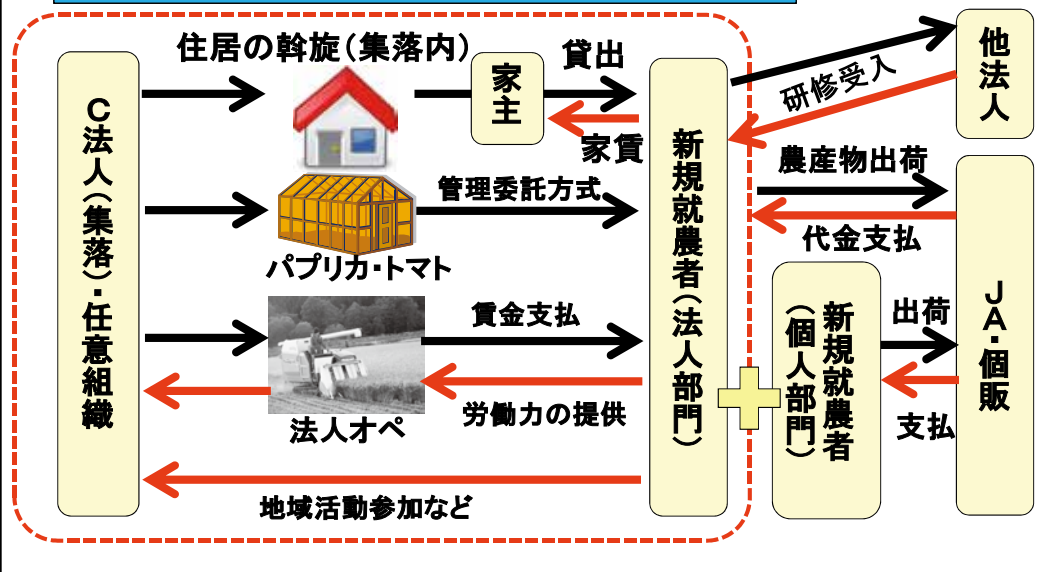 住居の斡旋(集落内)
C法人(集落)・任意組織
家主
貸出
家賃
管理委託方式
パプリカ・トマト
賃金支払
労働力の提供
法人オペ
地域活動参加など
新規就農者(法人部門)
研修受入
他法人
農産物出荷
代金支払
新規就農者
(個人部門)
出荷
支払
JA・個販